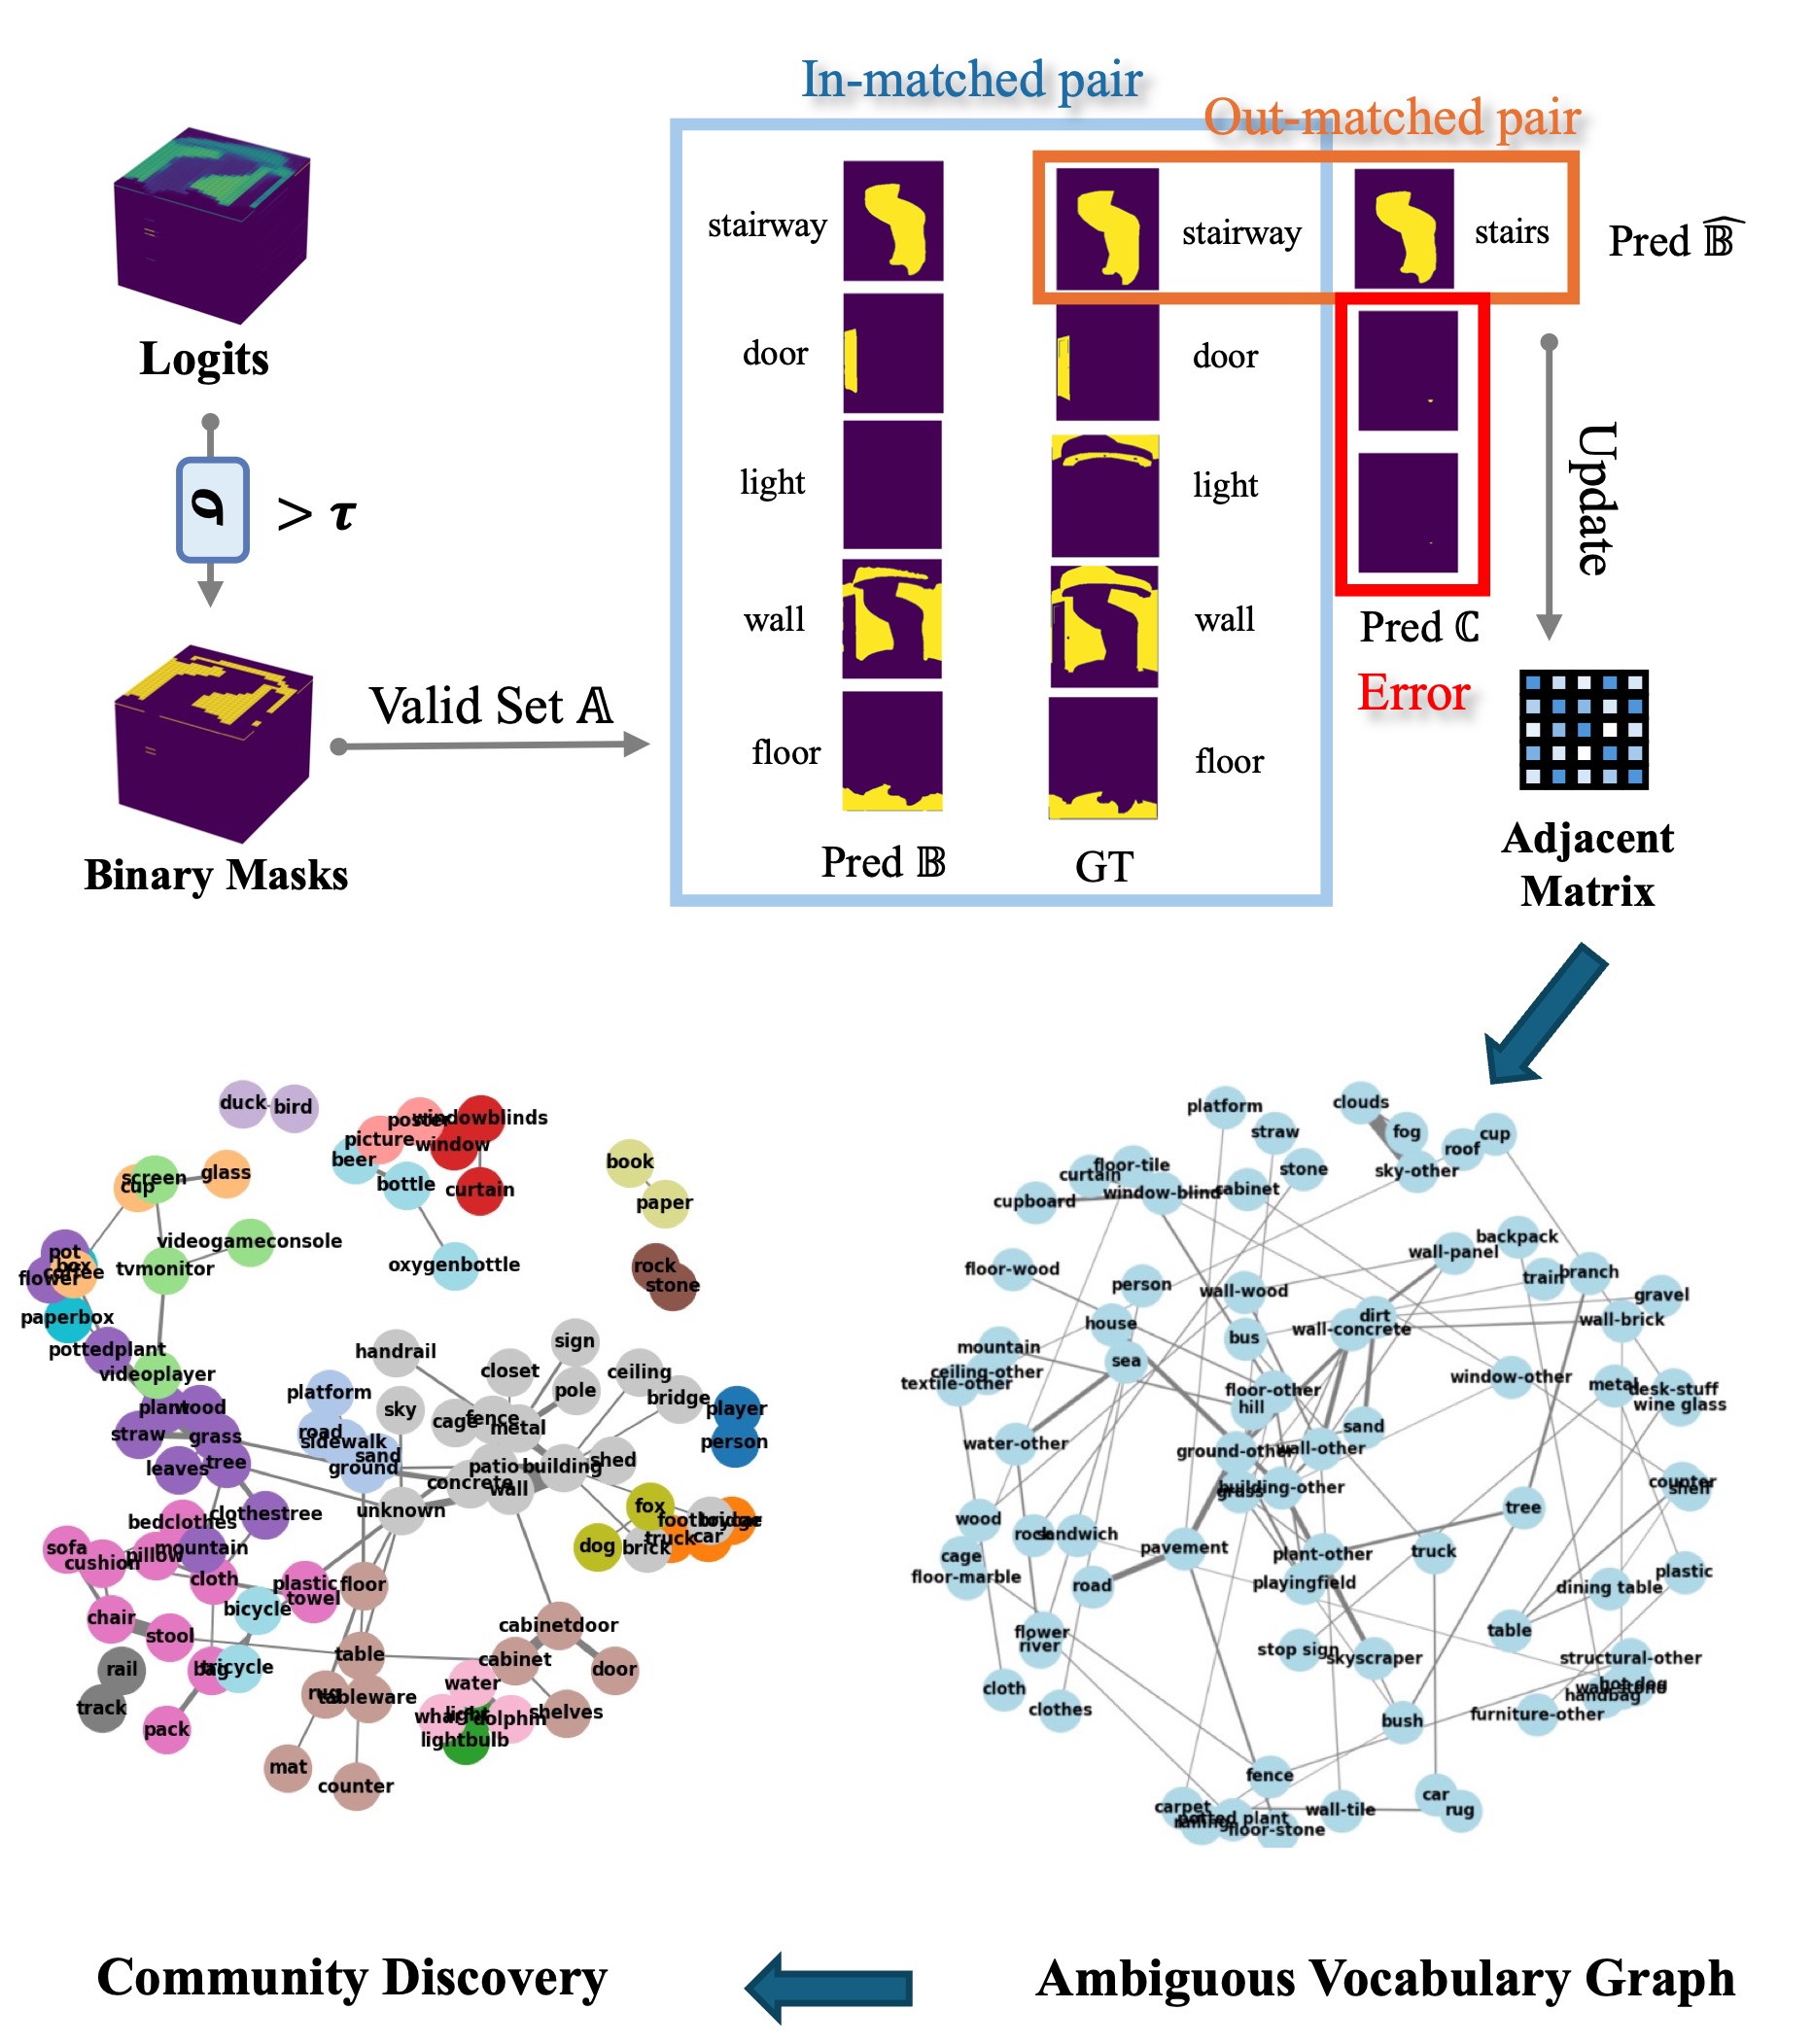 In-matched pair
Out-matched pair
stairway
stairway
stairs
Pred 𝔹̂
Logits
door
door
σ
> τ
light
light
Update
wall
wall
Pred ℂ
Error
Valid Set 𝔸
floor
floor
Binary Masks
Pred 𝔹
GT
Adjacent
Matrix
duck
bird
poster
windowblinds
picture
window
beer
bottle
curtain
book
paper
screen
cup
glass
pot
box
coffee
flower
videogameconsole
tvmonitor
oxygenbottle
rock
stone
paperbox
pottedplant
videoplayer
handrail
sign
closet
ceiling
pole
bridge
platform
sky
cage
fence
metal
player
person
plant
wood
straw
grass
road
sidewalk
sand
leaves
tree
ground
patio
building
shed
concrete
wall
clothestree
unknown
fox
bedclothes
truck
car
dog
brick
sofa
cushion
pillow
mountain
cloth
plastic
floor
towel
bicycle
chair
stool
cabinetdoor
table
cabinet
door
rail
bag
tricycle
water
rug
tableware
track
wharf
light
dolphin
shelves
pack
lightbulb
mat
counter
platform
clouds
straw
fog
cup
roof
floor-tile
curtain
stone
sky-other
cupboard
window-blind
cabinet
backpack
wall-panel
floor-wood
person
wall-wood
train
branch
gravel
house
bus
dirt
wall-concrete
wall-brick
mountain
sea
ceiling-other
textile-other
floor-other
hill
window-other
metal
desk-stuff
wine glass
sand
water-other
ground-other
wall-other
building-other
grass
counter
shelf
wood
tree
rock
sandwich
cage
floor-marble
pavement
plant-other
truck
road
playingfield
plastic
dining table
flower
river
table
stop sign
skyscraper
structural-other
hot dog
wall-stone
handbag
cloth
clothes
furniture-other
bush
fence
carpet
potted plant
railing
floor-stone
wall-tile
car
rug
Community Discovery
Ambiguous Vocabulary Graph